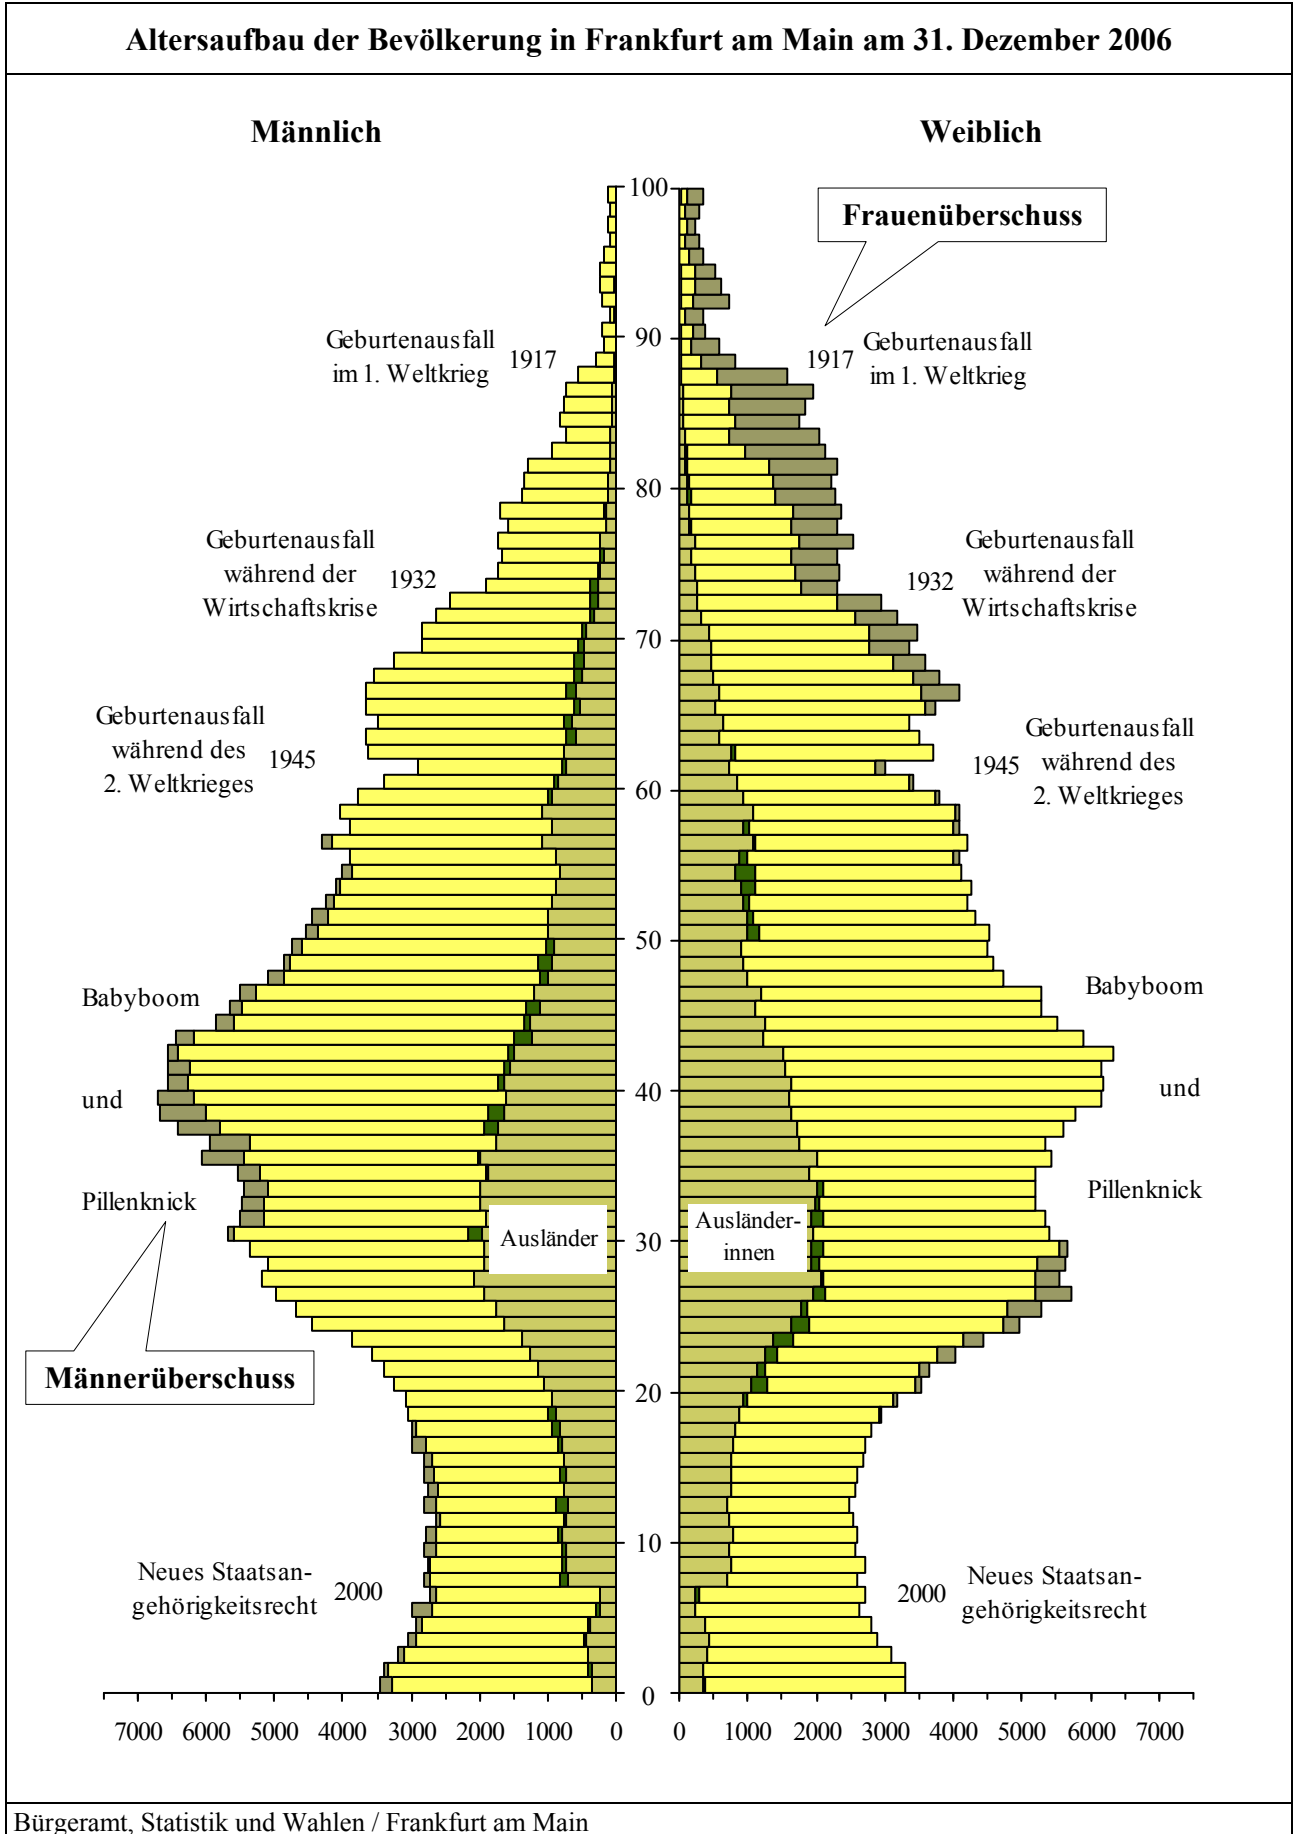 Altersaufbau der Bevölkerung in Frankfurt am Main am 31. Dezember 2006
Männlich
Weiblich
100
Frauenüberschuss
90
Geburtenausfall
im 1. Weltkrieg
1917
1917
Geburtenausfall
im 1. Weltkrieg
80
Geburtenausfall
während der
Wirtschaftskrise
1932
1932
Geburtenausfall
während der
Wirtschaftskrise
70
Geburtenausfall
während des
2. Weltkrieges
1945
1945
Geburtenausfall
während des
2. Weltkrieges
60
50
Babyboom
Babyboom
40
und
und
Pillenknick
Pillenknick
30
Ausländer
Ausländer-
innen
Männerüberschuss
20
10
Neues Staatsan-
gehörigkeitsrecht
2000
2000
Neues Staatsan-
gehörigkeitsrecht
0
7000 6000 5000 4000 3000 2000 1000 0
0 1000 2000 3000 4000 5000 6000 7000
Bürgeramt, Statistik und Wahlen / Frankfurt am Main